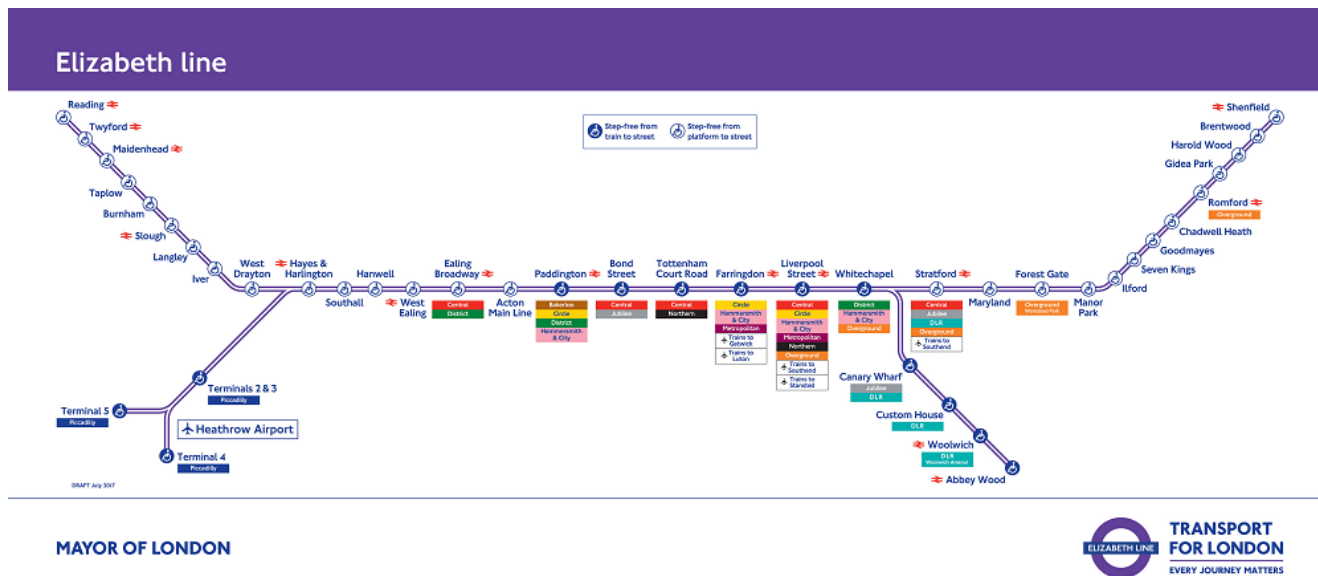 Elizabeth line
Reading
Twyford
Maidenhead
Taplow
Burnham
Slough
Langley
Iver
West
Drayton
Hayes &
Harlington
Southall
Hanwell
West
Ealing
Ealing
Broadway
Central
District
Acton
Main Line
Paddington
Bakerloo
Circle
District
Hammersmith
& City
Bond
Street
Central
Jubilee
Tottenham
Court Road
Central
Northern
Farringdon
Circle
Hammersmith
& City
Metropolitan
Trains to
Gatwick
Trains to
Luton
Liverpool
Street
Central
Circle
Hammersmith
& City
Metropolitan
Northern
Overground
Trains to
Southend
Trains to
Stansted
Whitechapel
District
Hammersmith
& City
Overground
Stratford
Central
Jubilee
DLR
Overground
Trains to
Southend
Maryland
Forest Gate
Overground
Wanstead Park
Manor
Park
Ilford
Seven Kings
Goodmayes
Chadwell Heath
Romford
Overground
Gidea Park
Harold Wood
Brentwood
Shenfield
Step-free from
train to street
Step-free from
platform to street
Terminals 2 & 3
Piccadilly
Terminal 5
Piccadilly
Heathrow Airport
Terminal 4
Piccadilly
Canary Wharf
Jubilee
DLR
Custom House
DLR
Woolwich
DLR
Woolwich Arsenal
Abbey Wood
DRAFT July 2017
MAYOR OF LONDON
ELIZABETH LINE
TRANSPORT
FOR LONDON
EVERY JOURNEY MATTERS